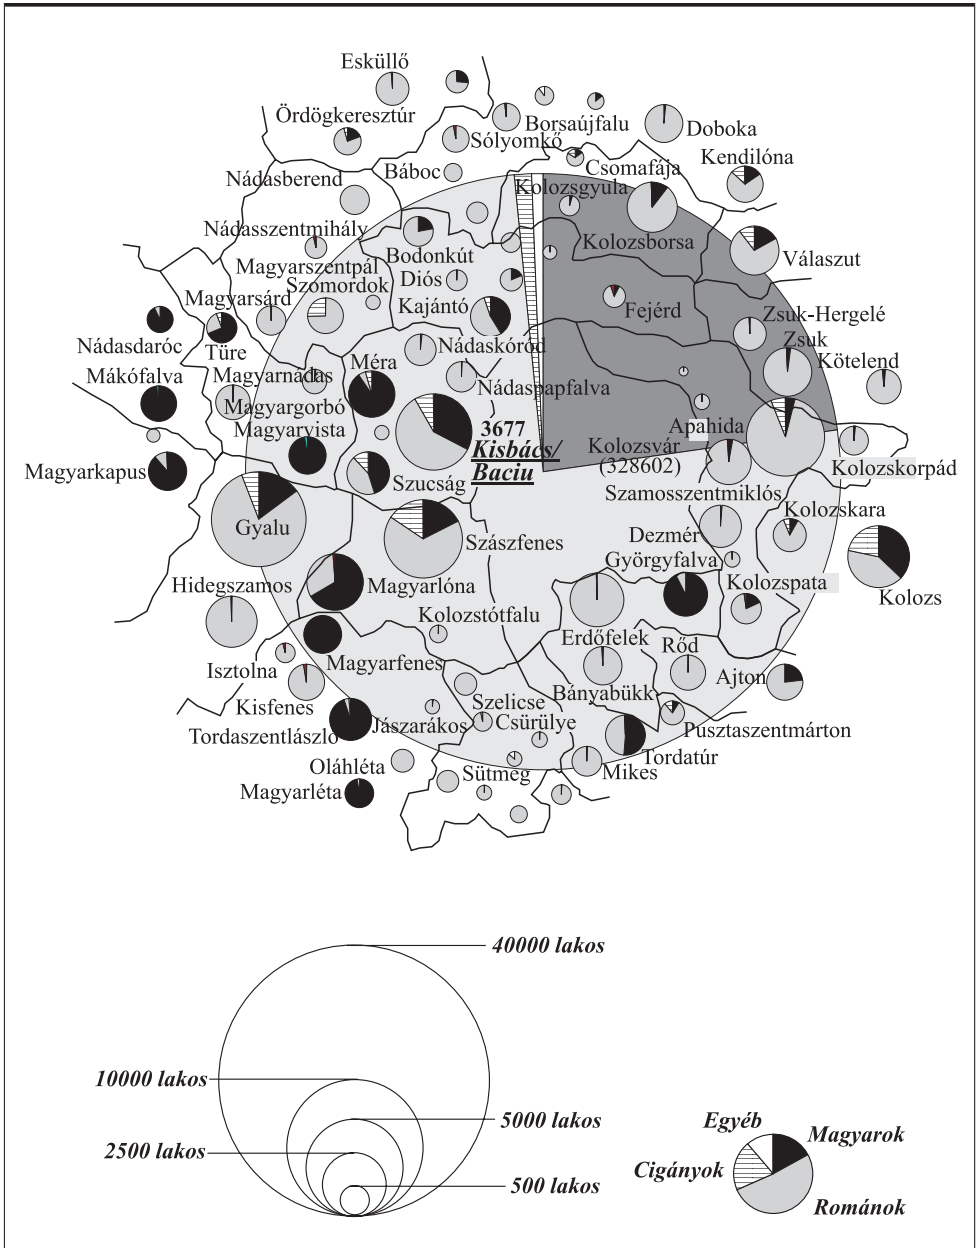 Esküllő
Ördögkeresztúr
Borsaújfalu
Doboka
Sólyomkő
Kendilóna
Báboc
Csomafája
Nádasberend
Kolozsgyula
Nádasszentmihály
Bodonkút
Kolozsborsa
Válaszut
Magyarszentpál
Szomordok
Diós
Magyarsárd
Kajántó
Fejérd
Zsuk-Hergelé
Nádasdaróc
Türe
Nádaskóród
Zsuk
Kötelend
Mákófalva
Magyarnádas
Méra
Nádaspapfalva
Magyargorbó
Magyarvista
3677
Kisbács/
Baciu
Apahida
Kolozsvár
(328602)
Magyarkapus
Szucság
Kolozskorpád
Szamosszentmiklós
Kolozskara
Gyalu
Szászfenes
Dezmér
Györgyfalva
Hidegszamos
Magyarlóna
Kolozspata
Kolozs
Kolozstótfalu
Erdőfelek
Röd
Isztolna
Magyarfenes
Ajton
Kisfenes
Szelicse
Bányabükk
Tordaszentlászló
Jászarákos
Csürülye
Pusztaszentmárton
Tordatúr
Oláhléta
Sütmeg
Mikes
Magyarléta
40000 lakos
10000 lakos
5000 lakos
2500 lakos
500 lakos
Egyéb
Magyarok
Cigányok
Románok